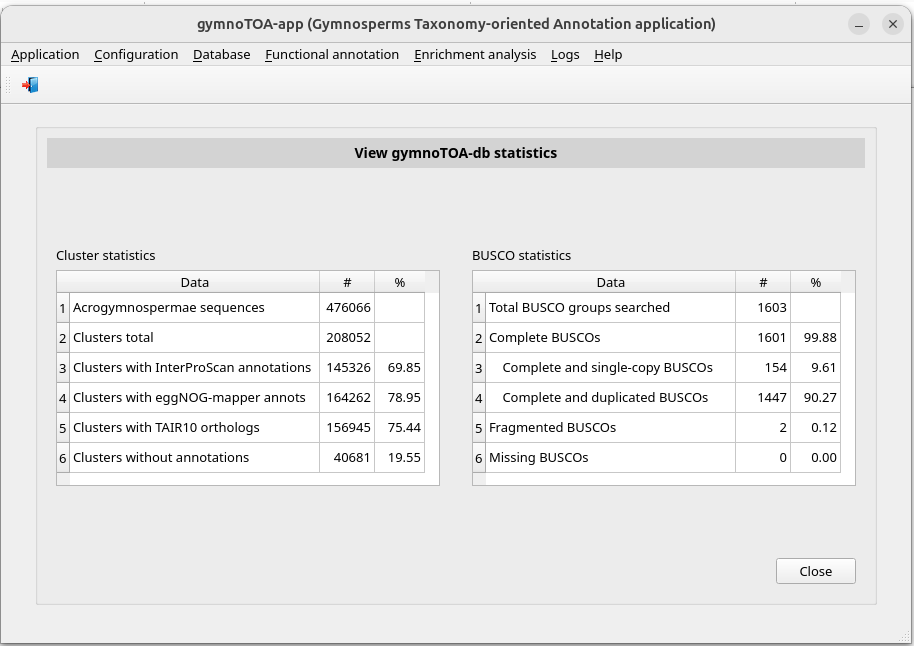 gymnoTOA-app (Gymnosperms Taxonomy-oriented Annotation application)
Application Configuration Database Functional annotation Enrichment analysis Logs Help
View gymnoTOA-db statistics
Cluster statistics
Data # %
1 Acrogymnospermae sequences 476066
2 Clusters total 208052
3 Clusters with InterProScan annotations 145326 69.85
4 Clusters with eggNOG-mapper annots 164262 78.95
5 Clusters with TAIR10 orthologs 156945 75.44
6 Clusters without annotations 40681 19.55
BUSCO statistics
Data # %
1 Total BUSCO groups searched 1603
2 Complete BUSCOs 1601 99.88
3 Complete and single-copy BUSCOs 154 9.61
4 Complete and duplicated BUSCOs 1447 90.27
5 Fragmented BUSCOs 2 0.12
6 Missing BUSCOs 0 0.00
Close